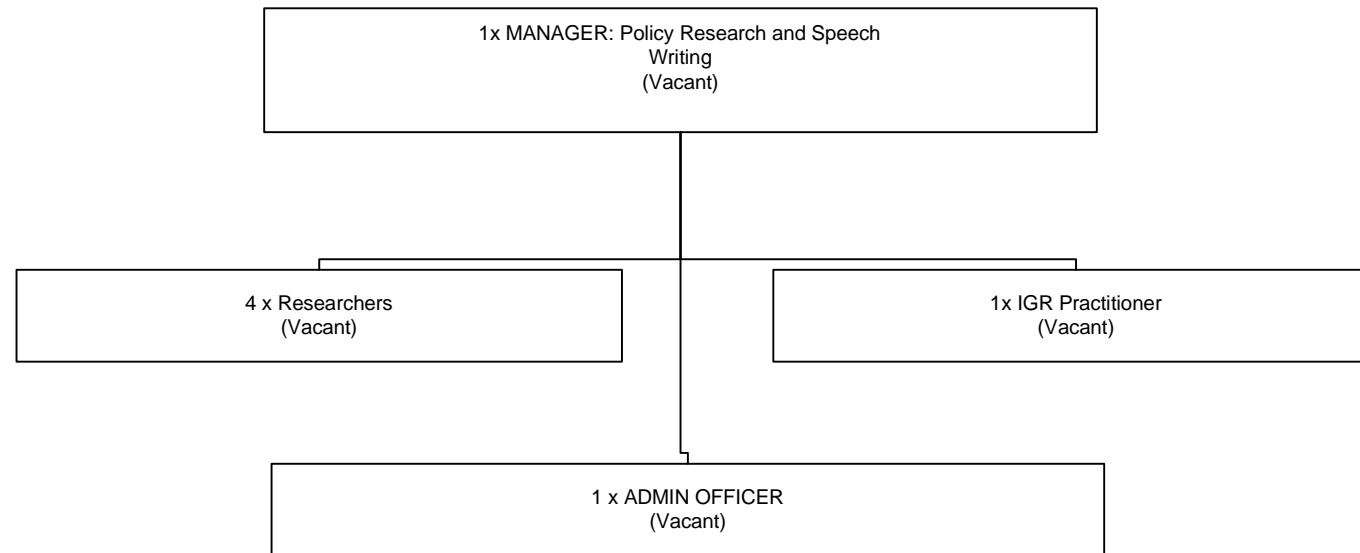 1x MANAGER: Policy Research and Speech
Writing
(Vacant)
4 x Researchers
(Vacant)
1x IGR Practitioner
(Vacant)
1 x ADMIN OFFICER
(Vacant)